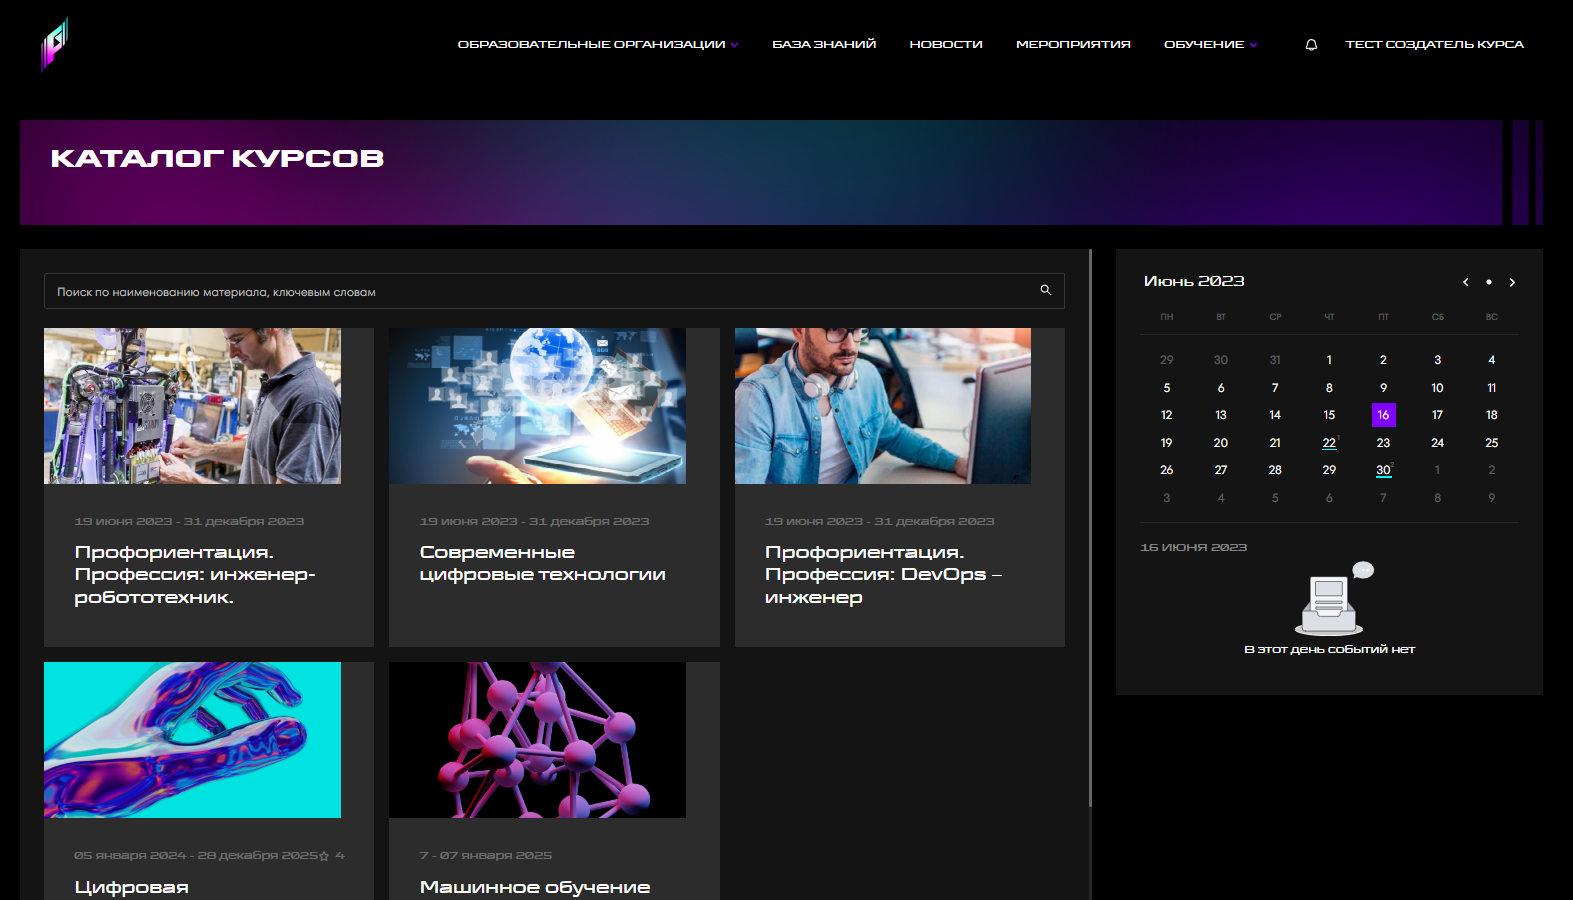 ОБРАЗОВАТЕЛЬНЫЕ ОРГАНИЗАЦИИ
БАЗА ЗНАНИЙ
НОВОСТИ
МЕРОПРИЯТИЯ
ОБУЧЕНИЕ
ТЕСТ СОЗДАТЕЛЬ КУРСА
КАТАЛОГ КУРСОВ
Поиск по наименованию материала, ключевым словам
19 июня 2023 - 31 декабря 2023
Профориентация.
Профессия: инженер-
робототехник.
19 июня 2023 - 31 декабря 2023
Современные
цифровые технологии
19 июня 2023 - 31 декабря 2023
Профориентация.
Профессия: DevOps –
инженер
05 января 2024 - 28 декабря 2025 4
Цифровая
7 - 07 января 2025
Машинное обучение
Июнь 2023
ПН ВТ СР ЧТ ПТ СБ ВС
29 30 31 1 2 3 4
5 6 7 8 9 10 11
12 13 14 15 16 17 18
19 20 21 22 1 23 24 25
26 27 28 29 30 2 1 2
3 4 5 6 7 8 9
16 ИЮНЯ 2023
В этот день событий нет